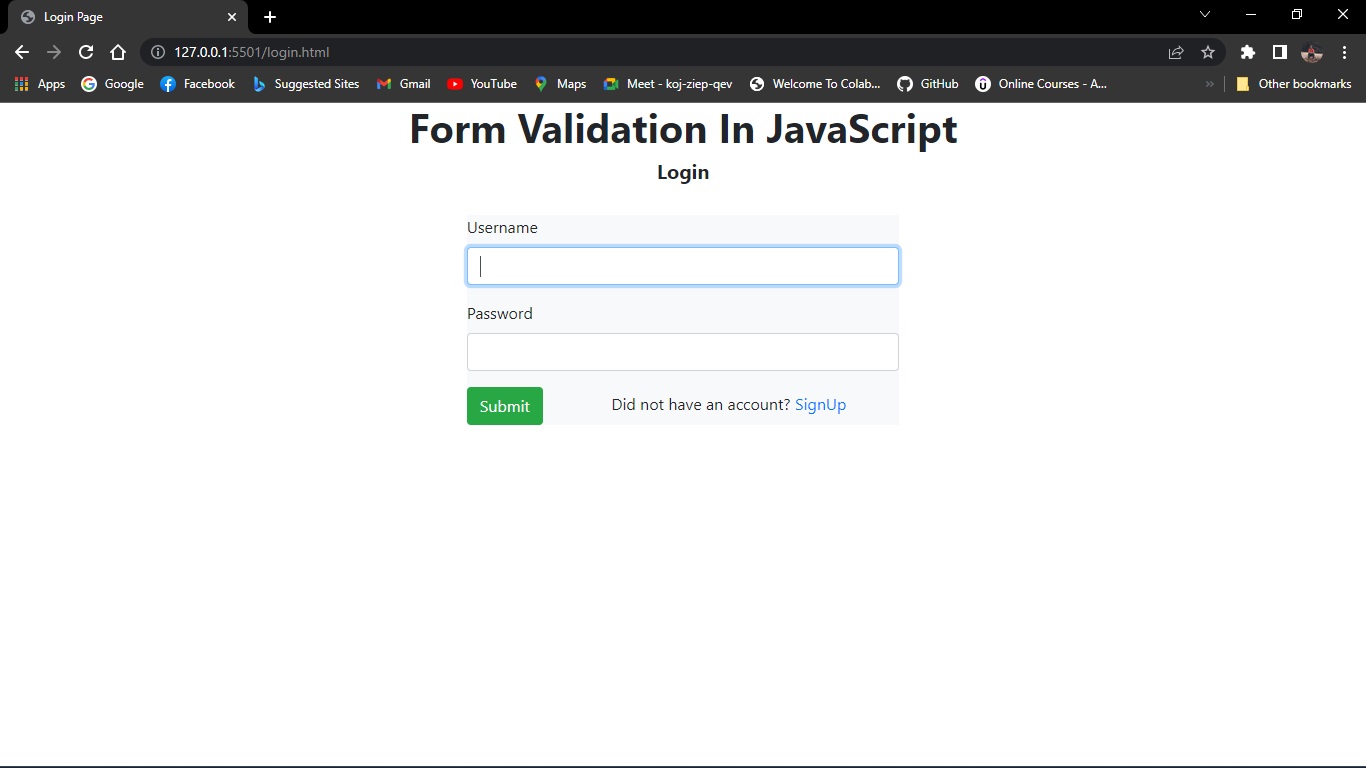 Login Page
127.0.0.1:5501/login.html
Apps Google Facebook Suggested Sites Gmail YouTube Maps Meet - koj-ziep-qev Welcome To Colab... GitHub Online Courses - A... » Other bookmarks
Form Validation In JavaScript
Login
Username
Password
Submit Did not have an account? SignUp